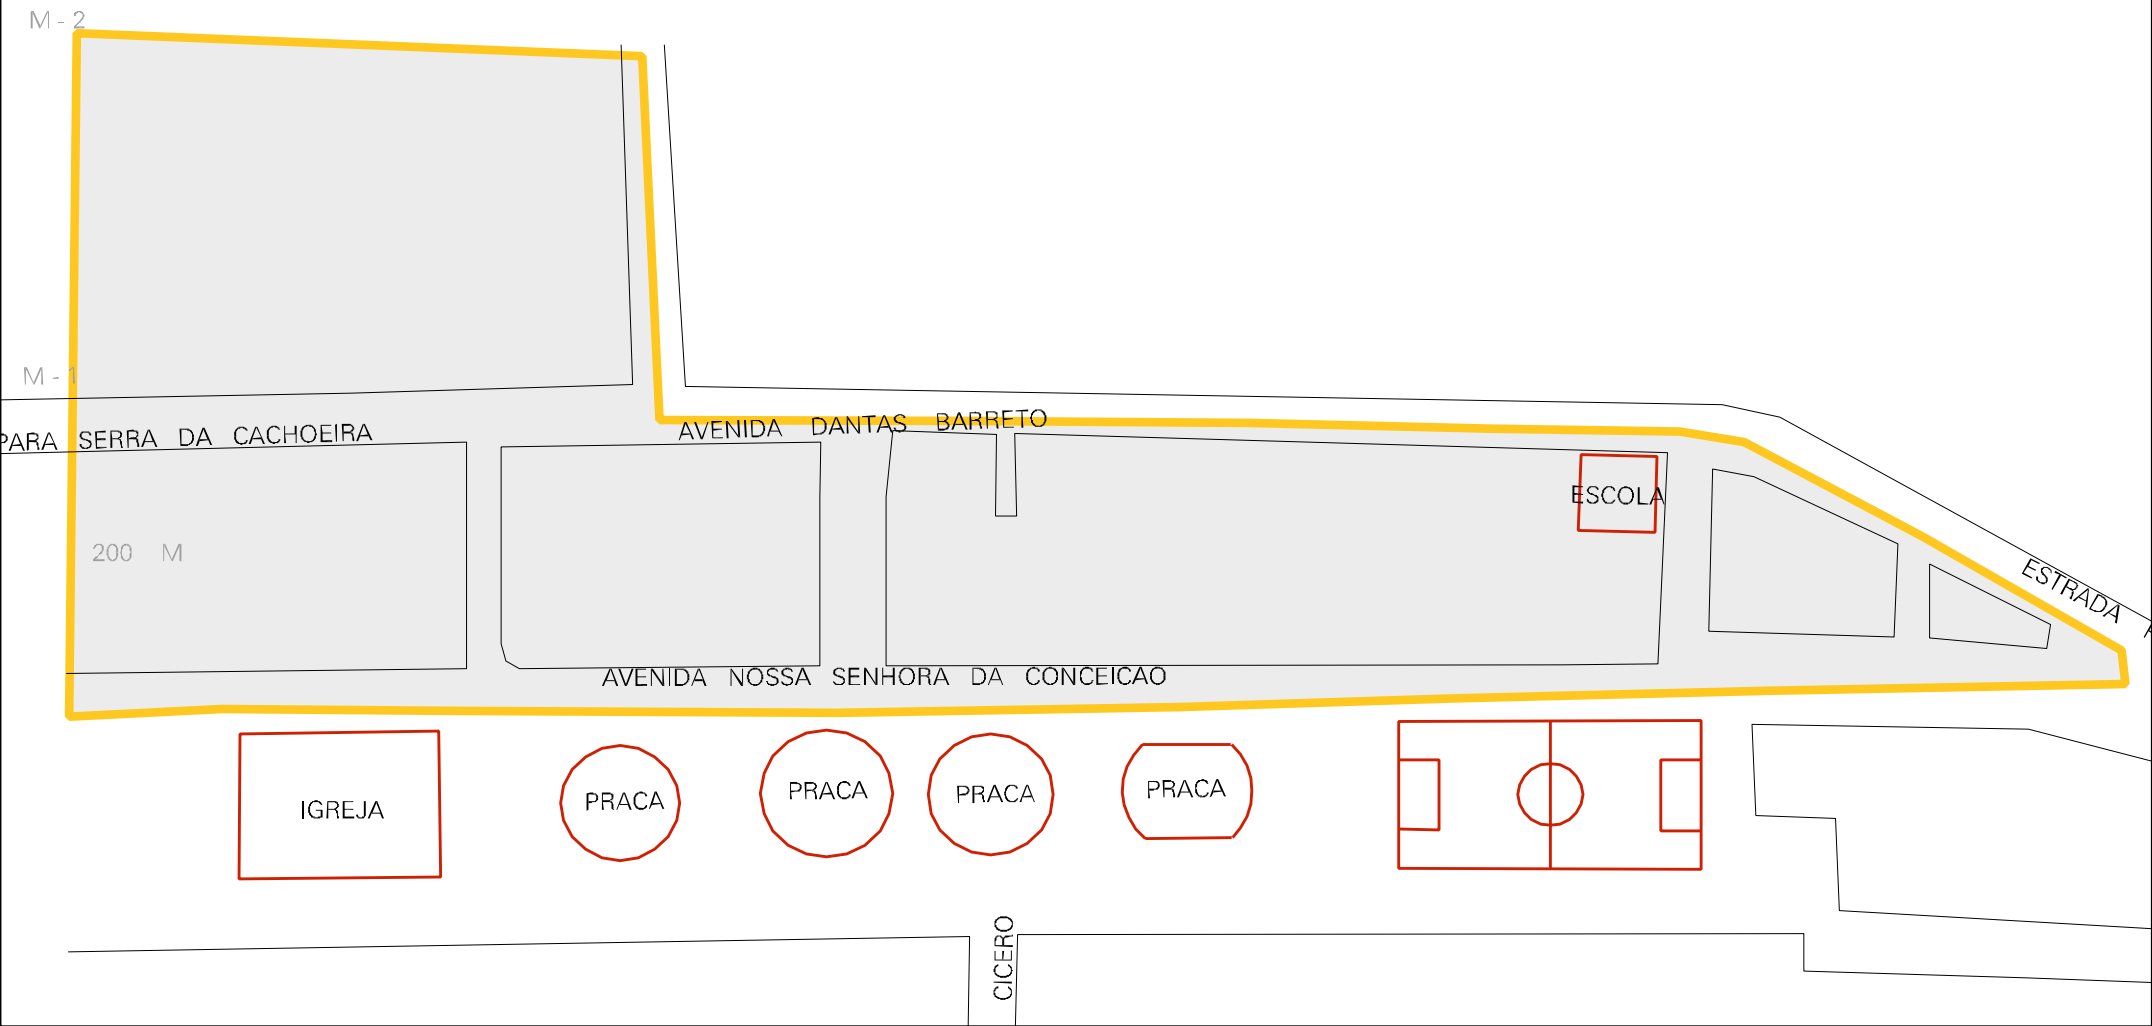 M - 2
M - 1
PARA SERRA DA CACHOEIRA
AVENIDA DANTAS BARRETO
ESCOLA
200 M
ESTRADA
AVENIDA NOSSA SENHORA DA CONCEICAO
IGREJA
PRACA
PRACA
PRACA
PRACA
CICERO